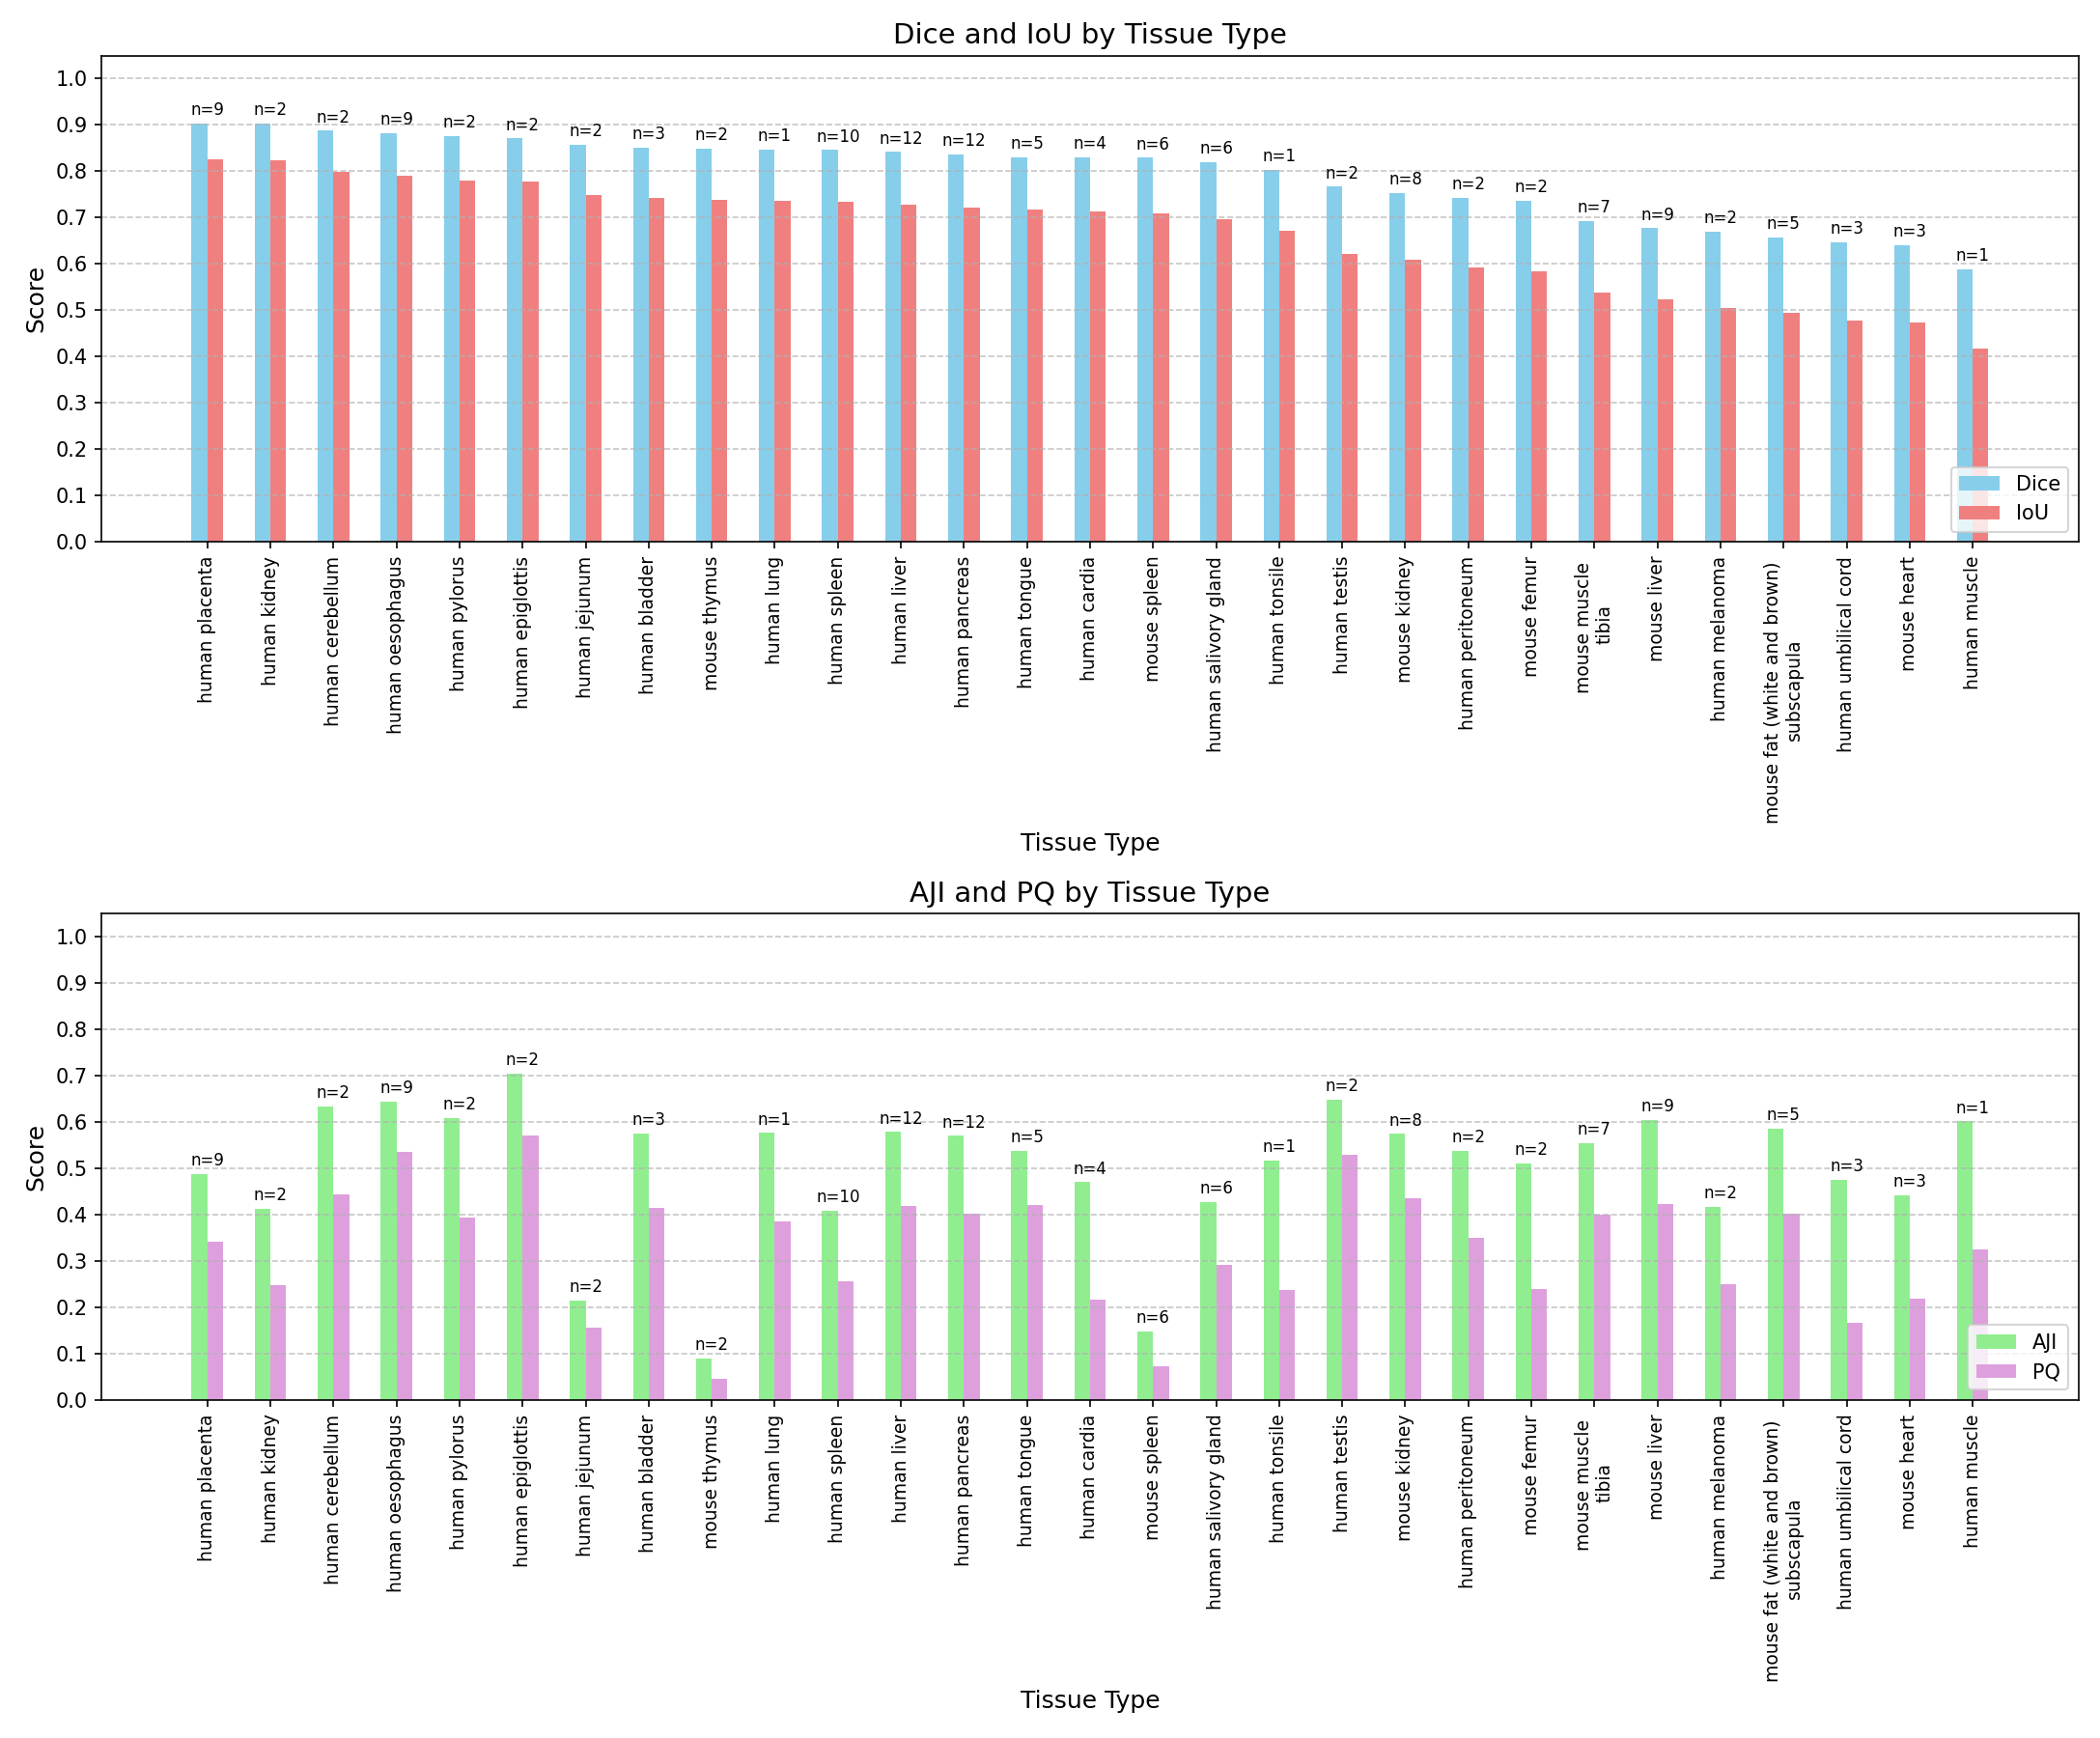 Dice and IoU by Tissue Type
Score
1.0
0.9
0.8
0.7
0.6
0.5
0.4
0.3
0.2
0.1
0.0
n=9
n=2
n=2
n=9
n=2
n=2
n=2
n=3
n=2
n=1
n=10
n=12
n=12
n=5
n=4
n=6
n=6
n=1
n=2
n=8
n=2
n=2
n=7
n=9
n=2
n=5
n=3
n=3
n=1
Dice
IoU
human placenta
human kidney
human cerebellum
human oesophagus
human pylorus
human epiglottis
human jejunum
human bladder
mouse thymus
human lung
human spleen
human liver
human pancreas
human tongue
human cardia
mouse spleen
human salivory gland
human tonsile
human testis
mouse kidney
human peritoneum
mouse femur
mouse muscle
tibia
mouse liver
human melanoma
mouse fat (white and brown)
subscapula
human umbilical cord
mouse heart
human muscle
Tissue Type
AJI and PQ by Tissue Type
Score
1.0
0.9
0.8
0.7
0.6
0.5
0.4
0.3
0.2
0.1
0.0
n=9
n=2
n=2
n=9
n=2
n=2
n=2
n=3
n=2
n=1
n=10
n=12
n=12
n=5
n=4
n=6
n=6
n=1
n=2
n=8
n=2
n=2
n=7
n=9
n=2
n=5
n=3
n=3
n=1
AJI
PQ
human placenta
human kidney
human cerebellum
human oesophagus
human pylorus
human epiglottis
human jejunum
human bladder
mouse thymus
human lung
human spleen
human liver
human pancreas
human tongue
human cardia
mouse spleen
human salivory gland
human tonsile
human testis
mouse kidney
human peritoneum
mouse femur
mouse muscle
tibia
mouse liver
human melanoma
mouse fat (white and brown)
subscapula
human umbilical cord
mouse heart
human muscle
Tissue Type